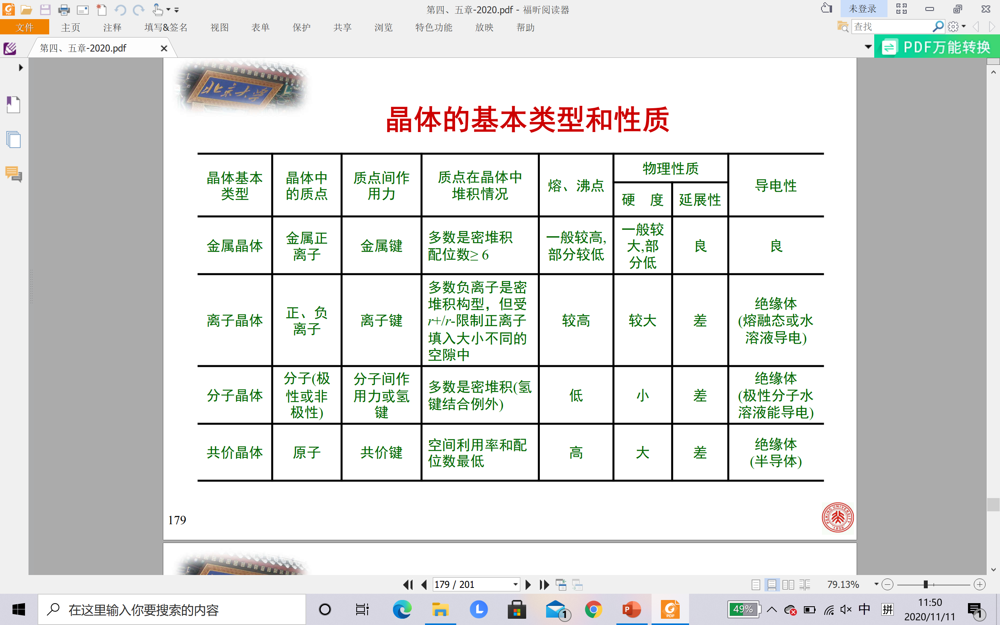 第四、五章-2020.pdf - 福昕阅读器
未登录
文件 主页 注释 填写&签名 视图 表单 保护 共享 浏览 特色功能 放映 帮助
查找
第四、五章-2020.pdf
PDF万能转换
北京大学
晶体的基本类型和性质
晶体基本
类型
晶体中
的质点
质点间作
用力
质点在晶体中
堆积情况
熔、沸点
物理性质
硬 度
延展性
导电性
金属晶体
金属正
离子
金属键
多数是密堆积
配位数≥ 6
一般较高,
部分较低
一般较
大,部
分低
良
良
离子晶体
正、负
离子
离子键
多数负离子是密
堆积构型，但受
r+/r-限制正离子
填入大小不同的
空隙中
较高
较大
差
绝缘体
(熔融态或水
溶液导电)
分子晶体
分子(极
性或非
极性)
分子间作
用力或氢
键
多数是密堆积(氢
键结合例外)
低
小
差
绝缘体
(极性分子水
溶液能导电)
共价晶体
原子
共价键
空间利用率和配
位数最低
高
大
差
绝缘体
(半导体)
179
PEKING UNIVERSITY
1898
179 / 201
79.13%
在这里输入你要搜索的内容
1
49%
中
拼
11:50
2020/11/11
1